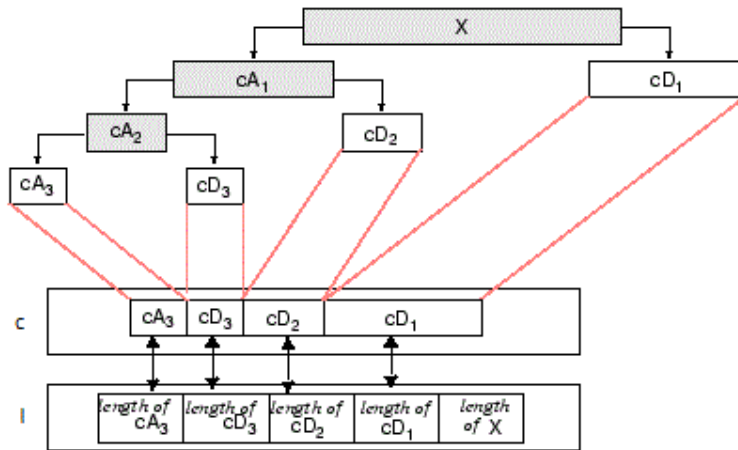 X
cA₁
cD₁
cA₂
cD₂
cA₃
cD₃
c
cA₃ cD₃ cD₂ cD₁
l
length of cA₃
length of cD₃
length of cD₂
length of cD₁
length of X